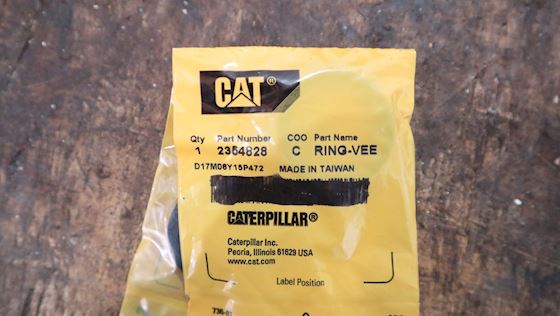 CAT®
Qty Part Number COO Part Name
1 2364828 C RING-VEE
D17MD8Y15P472 MADE IN TAIWAN
CATERPILLAR®
Caterpillar Inc.
Peoria, Illinois 61629 USA
www.cat.com
Label Position